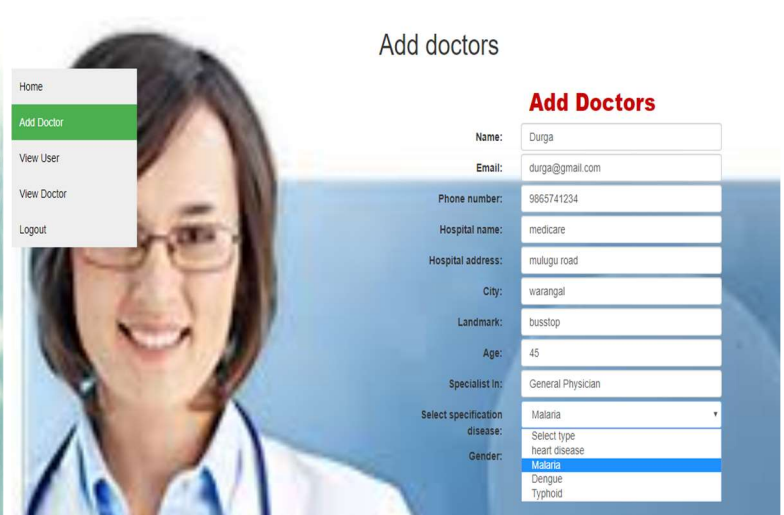 Add doctors
Home
Add Doctor
View User
View Doctor
Logout
Add Doctors
Name: Durga
Email: durga@gmail.com
Phone number: 9865741234
Hospital name: medicare
Hospital address: mulugu road
City: warangal
Landmark: busstop
Age: 45
Specialist In: General Physician
Select specification disease: Malaria
Select type
heart disease
Malaria
Dengue
Typhoid
Gender: